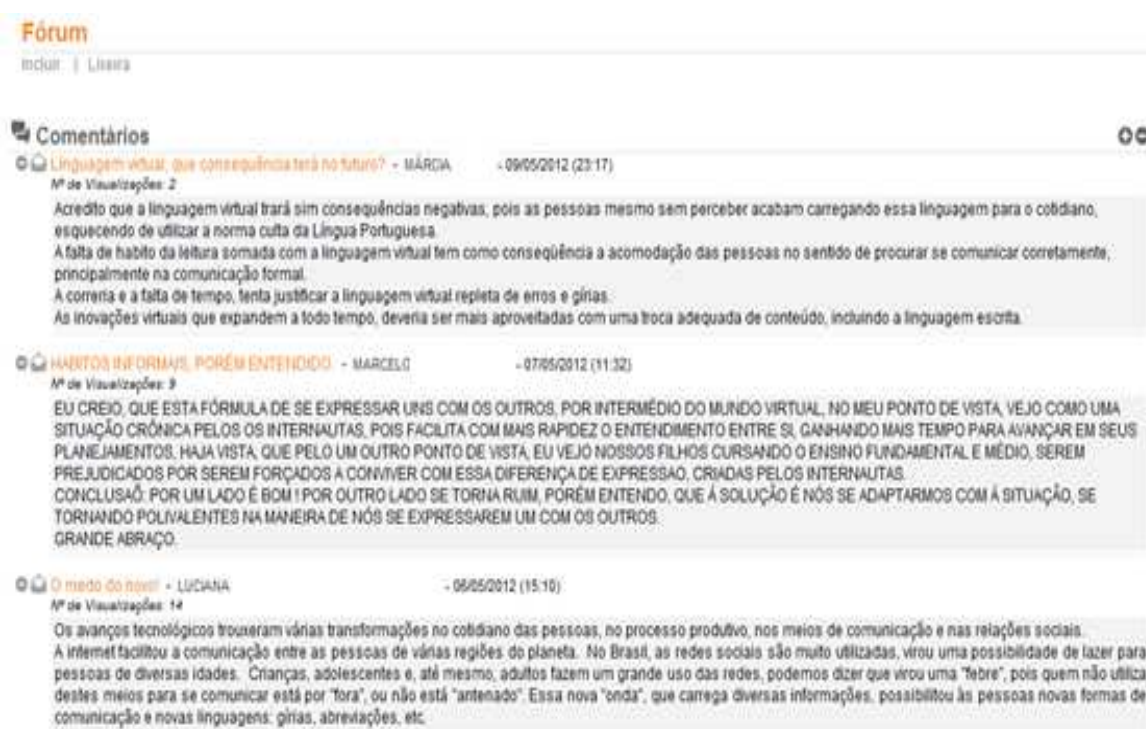 Fórum
Incluir | Lixeira
Comentários
Linguagem virtual, que consequência terá no futuro? - MÁRCIA - 09/05/2012 (23:17)
Nº de Visualizações: 2
Acredito que a linguagem virtual trará sim consequências negativas, pois as pessoas mesmo sem perceber acabam carregando essa linguagem para o cotidiano,
esquecendo de utilizar a norma culta da Língua Portuguesa.
A falta de habito da leitura somada com a linguagem virtual tem como conseqüência a acomodação das pessoas no sentido de procurar se comunicar corretamente,
principalmente na comunicação formal.
A correria e a falta de tempo, tenta justificar a linguagem virtual repleta de erros e gírias.
As inovações virtuais que expandem a todo tempo, deveria ser mais aproveitadas com uma troca adequada de conteúdo, incluindo a linguagem escrita.
HABITOS INFORMAIS, PORÉM ENTENDIDO. - MARCELO - 07/05/2012 (11:32)
Nº de Visualizações: 9
EU CREIO, QUE ESTA FÓRMULA DE SE EXPRESSAR UNS COM OS OUTROS, POR INTERMÉDIO DO MUNDO VIRTUAL, NO MEU PONTO DE VISTA, VEJO COMO UMA
SITUAÇÃO CRÔNICA PELOS OS INTERNAUTAS, POIS FACILITA COM MAIS RAPIDEZ O ENTENDIMENTO ENTRE SI, GANHANDO MAIS TEMPO PARA AVANÇAR EM SEUS
PLANEJAMENTOS. HAJA VISTA, QUE PELO UM OUTRO PONTO DE VISTA, EU VEJO NOSSOS FILHOS CURSANDO O ENSINO FUNDAMENTAL E MÉDIO, SEREM
PREJUDICADOS POR SEREM FORÇADOS A CONVIVER COM ESSA DIFERENÇA DE EXPRESSAO, CRIADAS PELOS INTERNAUTAS.
CONCLUSAÕ: POR UM LADO É BOM ! POR OUTRO LADO SE TORNA RUIM, PORÉM ENTENDO, QUE Á SOLUÇÃO É NÓS SE ADAPTARMOS COM Á SITUAÇÃO, SE
TORNANDO POLIVALENTES NA MANEIRA DE NÓS SE EXPRESSAREM UM COM OS OUTROS.
GRANDE ABRAÇO.
O medo do novo! - LUCIANA - 06/05/2012 (15:10)
Nº de Visualizações: 14
Os avanços tecnológicos trouxeram várias transformações no cotidiano das pessoas, no processo produtivo, nos meios de comunicação e nas relações sociais.
A internet facilitou a comunicação entre as pessoas de várias regiões do planeta. No Brasil, as redes sociais são muito utilizadas, virou uma possibilidade de lazer para
pessoas de diversas idades. Crianças, adolescentes e, até mesmo, adultos fazem um grande uso das redes, podemos dizer que virou uma "febre", pois quem não utiliza
destes meios para se comunicar está por "fora", ou não está "antenado". Essa nova "onda", que carrega diversas informações, possibilitou às pessoas novas formas de
comunicação e novas linguagens: gírias, abreviações, etc.